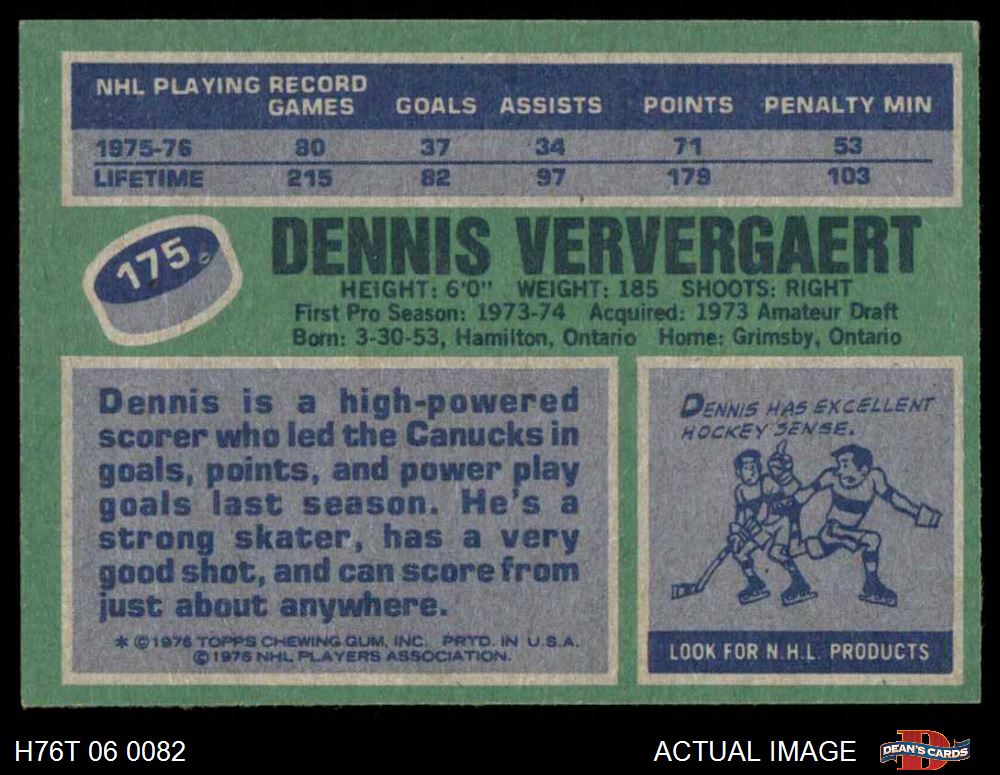 NHL PLAYING RECORD
GAMES GOALS ASSISTS POINTS PENALTY MIN
1975-76 80 37 34 71 53
LIFETIME 215 82 97 179 103
175
DENNIS VERVERGAERT
HEIGHT: 6'0" WEIGHT: 185 SHOOTS: RIGHT
First Pro Season: 1973-74 Acquired: 1973 Amateur Draft
Born: 3-30-53, Hamilton, Ontario Home: Grimsby, Ontario
Dennis is a high-powered
scorer who led the Canucks in
goals, points, and power play
goals last season. He's a
strong skater, has a very
good shot, and can score from
just about anywhere.
* ©1976 TOPPS CHEWING GUM, INC. PRTD. IN U.S.A.
©1976 NHL PLAYERS ASSOCIATION.
DENNIS HAS EXCELLENT
HOCKEY SENSE.
LOOK FOR N.H.L. PRODUCTS
H76T 06 0082
ACTUAL IMAGE
D
DEAN'S CARDS